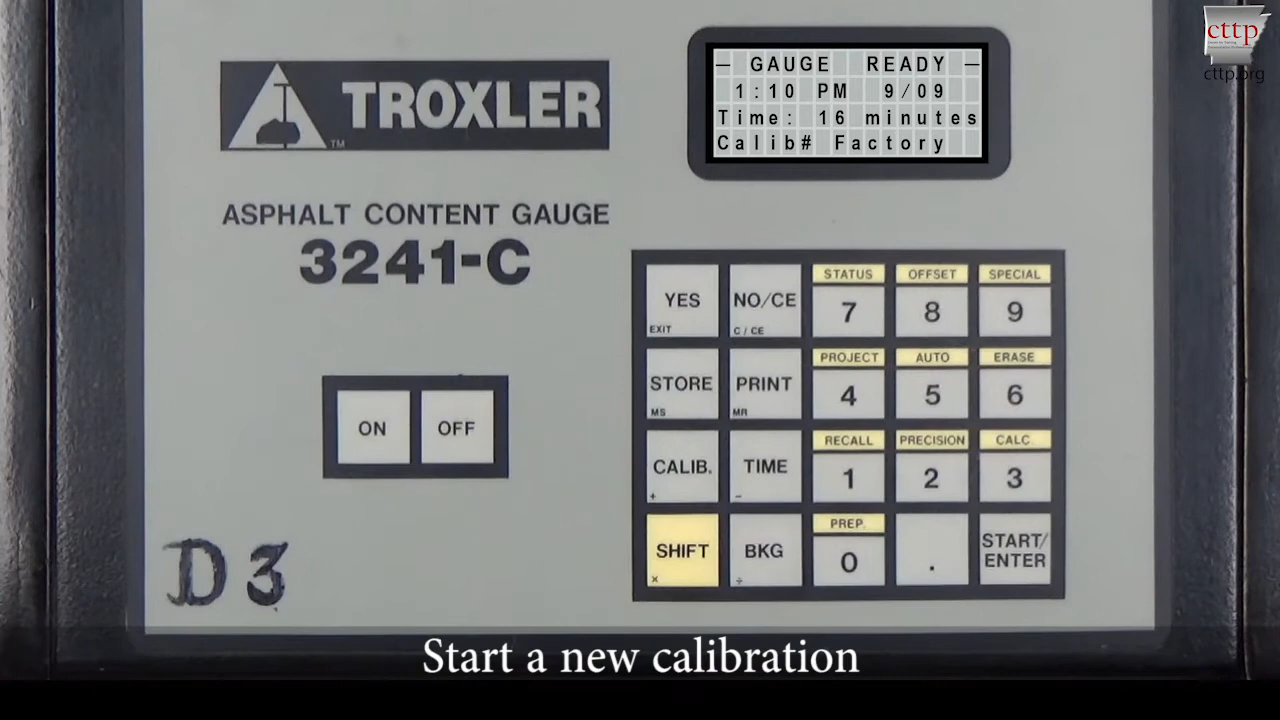 cttp
cttp.org
TROXLER
TM
ASPHALT CONTENT GAUGE
3241-C
— GAUGE READY —
1:10 PM 9/09
Time: 16 minutes
Calib# Factory
ON OFF
YES
EXIT
NO/CE
C / CE
STATUS
7
OFFSET
8
SPECIAL
9
STORE
MS
PRINT
MR
PROJECT
4
AUTO
5
ERASE
6
CALIB.
+
TIME
−
RECALL
1
PRECISION
2
CALC.
3
SHIFT
×
BKG
÷
PREP.
0
.
START/
ENTER
D3
Start a new calibration